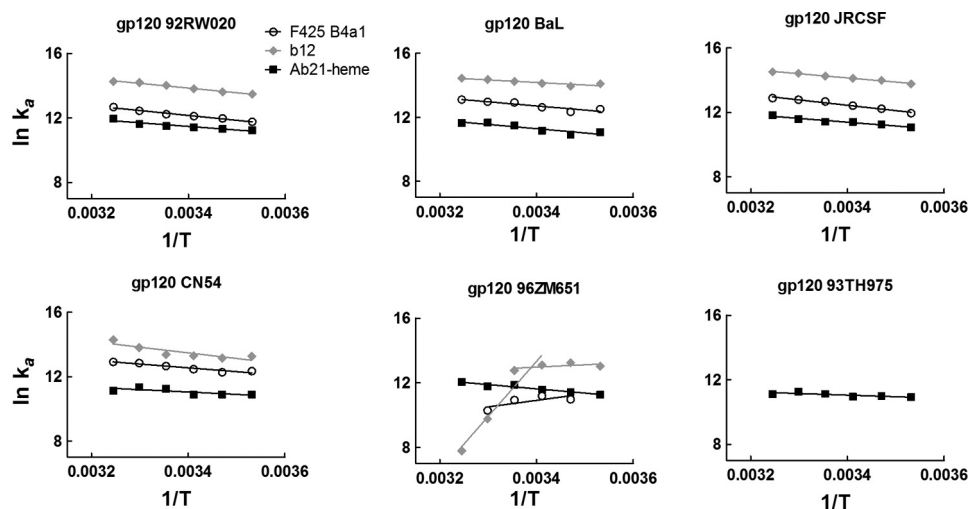 gp120 92RW020
F425 B4a1
b12
Ab21-heme
gp120 BaL
gp120 JRCSF
ln ka
16
12
8
0.0032 0.0034 0.0036
1/T
16
12
8
0.0032 0.0034 0.0036
1/T
16
12
8
0.0032 0.0034 0.0036
1/T
gp120 CN54
gp120 96ZM651
gp120 93TH975
ln ka
16
12
8
0.0032 0.0034 0.0036
1/T
16
12
8
0.0032 0.0034 0.0036
1/T
16
12
8
0.0032 0.0034 0.0036
1/T